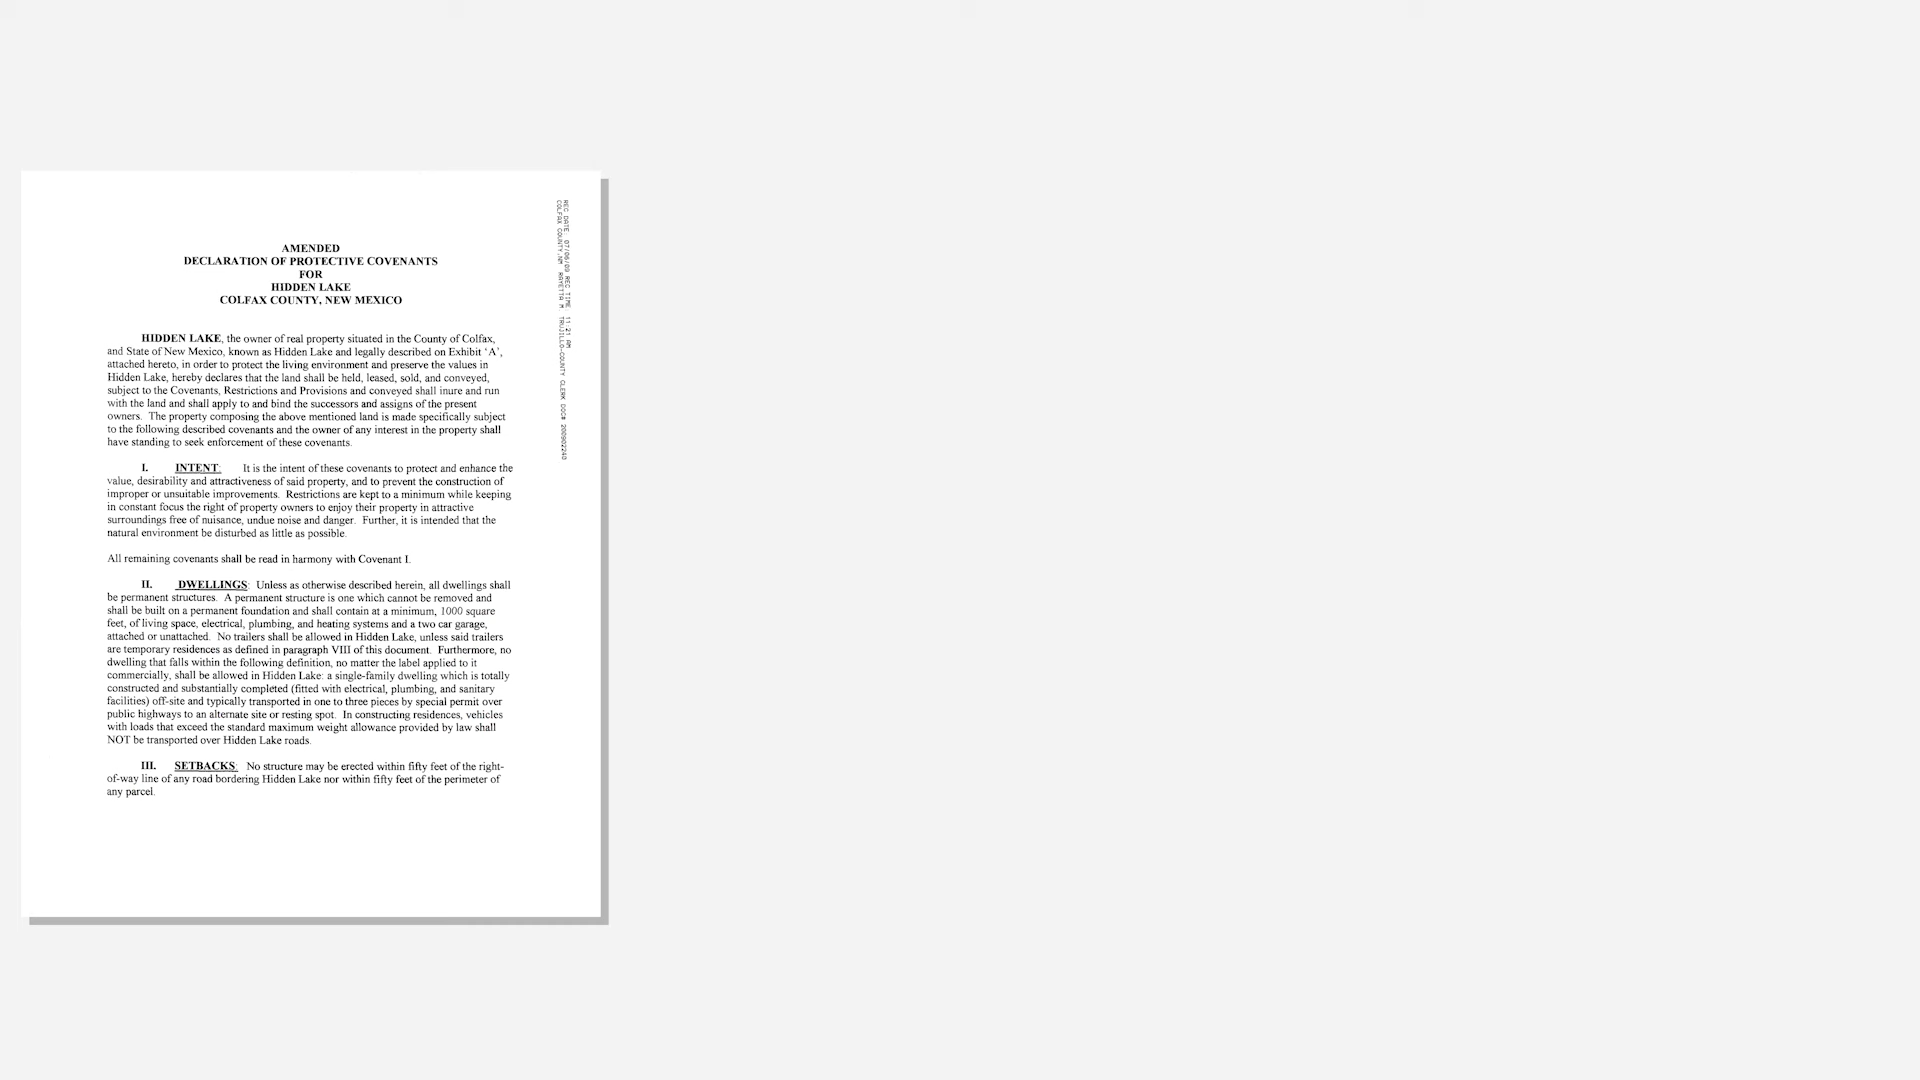 AMENDED
DECLARATION OF PROTECTIVE COVENANTS
FOR
HIDDEN LAKE
COLFAX COUNTY, NEW MEXICO
HIDDEN LAKE, the owner of real property situated in the County of Colfax,
and State of New Mexico, known as Hidden Lake and legally described on Exhibit ‘A’,
attached hereto, in order to protect the living environment and preserve the values in
Hidden Lake, hereby declares that the land shall be held, leased, sold, and conveyed,
subject to the Covenants, Restrictions and Provisions and conveyed shall inure and run
with the land and shall apply to and bind the successors and assigns of the present
owners. The property composing the above mentioned land is made specifically subject
to the following described covenants and the owner of any interest in the property shall
have standing to seek enforcement of these covenants.
I. INTENT: It is the intent of these covenants to protect and enhance the
value, desirability and attractiveness of said property, and to prevent the construction of
improper or unsuitable improvements. Restrictions are kept to a minimum while keeping
in constant focus the right of property owners to enjoy their property in attractive
surroundings free of nuisance, undue noise and danger. Further, it is intended that the
natural environment be disturbed as little as possible.
All remaining covenants shall be read in harmony with Covenant I.
II. DWELLINGS: Unless as otherwise described herein, all dwellings shall
be permanent structures. A permanent structure is one which cannot be removed and
shall be built on a permanent foundation and shall contain at a minimum, 1000 square
feet, of living space, electrical, plumbing, and heating systems and a two car garage,
attached or unattached. No trailers shall be allowed in Hidden Lake, unless said trailers
are temporary residences as defined in paragraph VIII of this document. Furthermore, no
dwelling that falls within the following definition, no matter the label applied to it
commercially, shall be allowed in Hidden Lake: a single-family dwelling which is totally
constructed and substantially completed (fitted with electrical, plumbing, and sanitary
facilities) off-site and typically transported in one to three pieces by special permit over
public highways to an alternate site or resting spot. In constructing residences, vehicles
with loads that exceed the standard maximum weight allowance provided by law shall
NOT be transported over Hidden Lake roads.
III. SETBACKS: No structure may be erected within fifty feet of the right-
of-way line of any road bordering Hidden Lake nor within fifty feet of the perimeter of
any parcel.
REC DATE: 07/06/09 REC TIME: 11:21 AM
COLFAX COUNTY, NM RAYETTA M. TRUJILLO-COUNTY CLERK DOC# 200902240